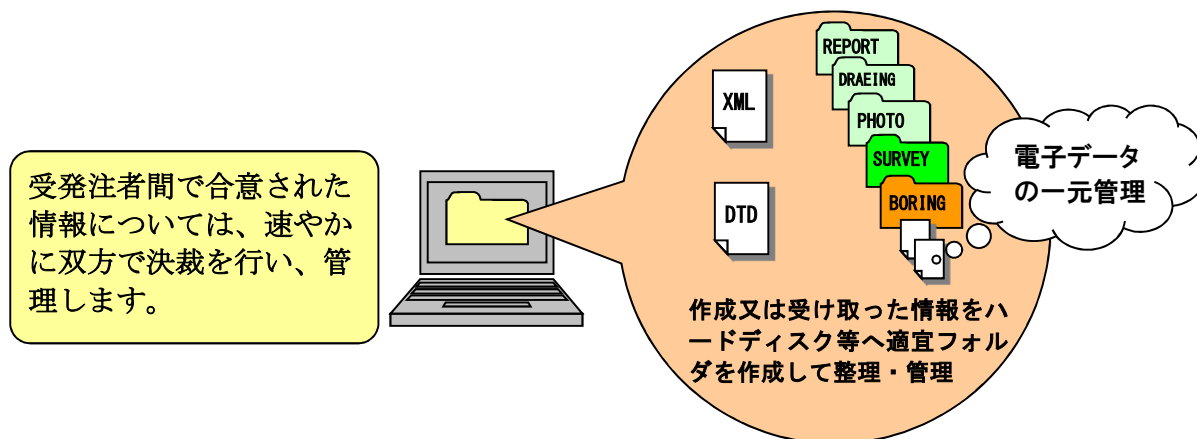 受発注者間で合意された
情報については、速やか
に双方で決裁を行い、管
理します。
XML
DTD
REPORT
DRAEING
PHOTO
SURVEY
BORING
電子データ
の一元管理
作成又は受け取った情報をハ
ードディスク等へ適宜フォル
ダを作成して整理・管理